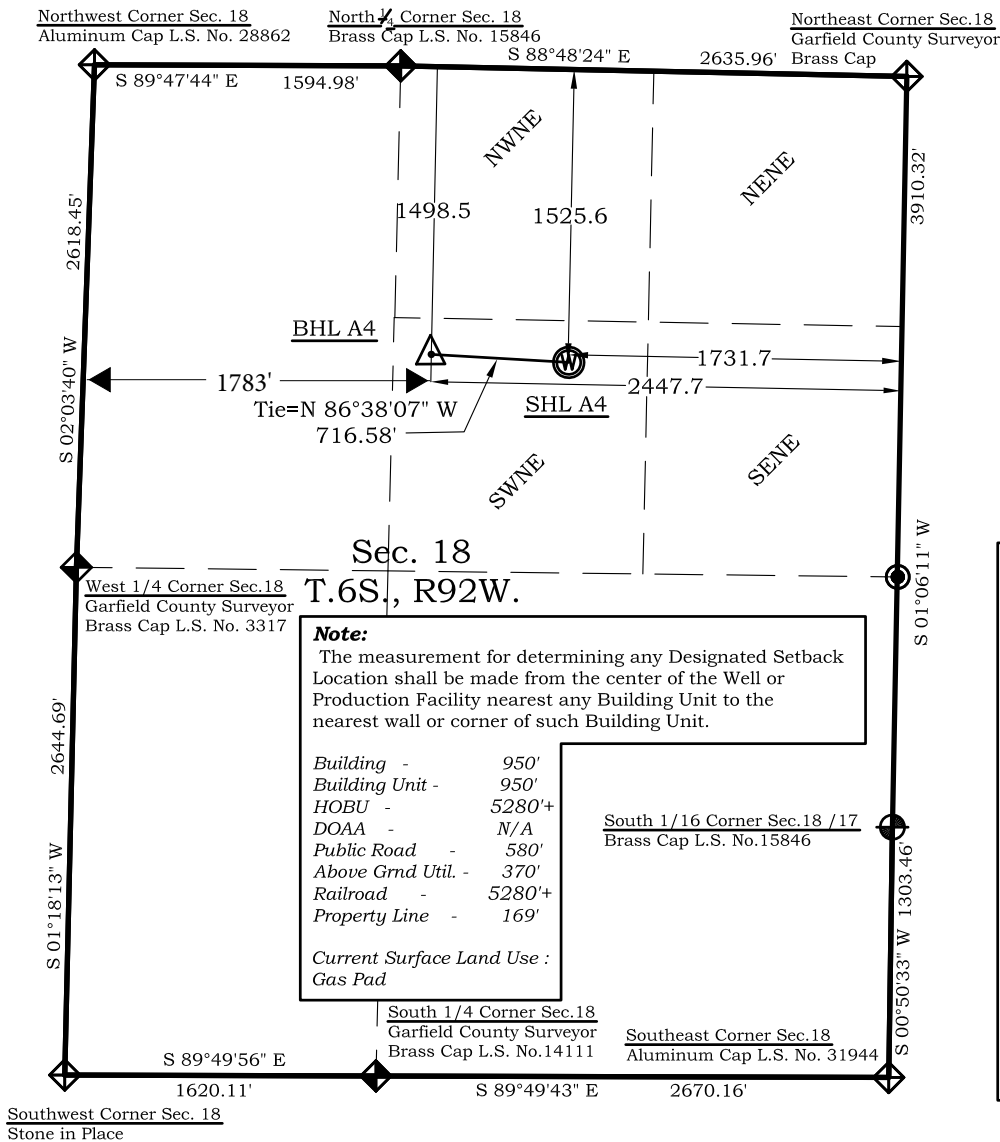 Northwest Corner Sec. 18
Aluminum Cap L.S. No. 28862
North 1/4 Corner Sec. 18
Brass Cap L.S. No. 15846
Northeast Corner Sec.18
Garfield County Surveyor
Brass Cap
S 89°47'44" E 1594.98'
S 88°48'24" E 2635.96'
NWNE
NENE
2618.45'
3910.32'
1498.5
1525.6
BHL A4
S 02°03'40" W
1783'
1731.7
2447.7
Tie=N 86°38'07" W
716.58'
W
SHL A4
SWNE
SENE
Sec. 18
T.6S., R92W.
S 01°06'11" W
West 1/4 Corner Sec.18
Garfield County Surveyor
Brass Cap L.S. No. 3317
Note:
The measurement for determining any Designated Setback
Location shall be made from the center of the Well or
Production Facility nearest any Building Unit to the
nearest wall or corner of such Building Unit.
Building - 950'
Building Unit - 950'
HOBU - 5280'+
DOAA - N/A
Public Road - 580'
Above Grnd Util. - 370'
Railroad - 5280'+
Property Line - 169'
Current Surface Land Use :
Gas Pad
2644.69'
S 01°18'13" W
South 1/16 Corner Sec.18 /17
Brass Cap L.S. No.15846
1303.46'
S 00°50'33" W
South 1/4 Corner Sec.18
Garfield County Surveyor
Brass Cap L.S. No.14111
Southeast Corner Sec.18
Aluminum Cap L.S. No. 31944
S 89°49'56" E
1620.11'
S 89°49'43" E 2670.16'
Southwest Corner Sec. 18
Stone in Place